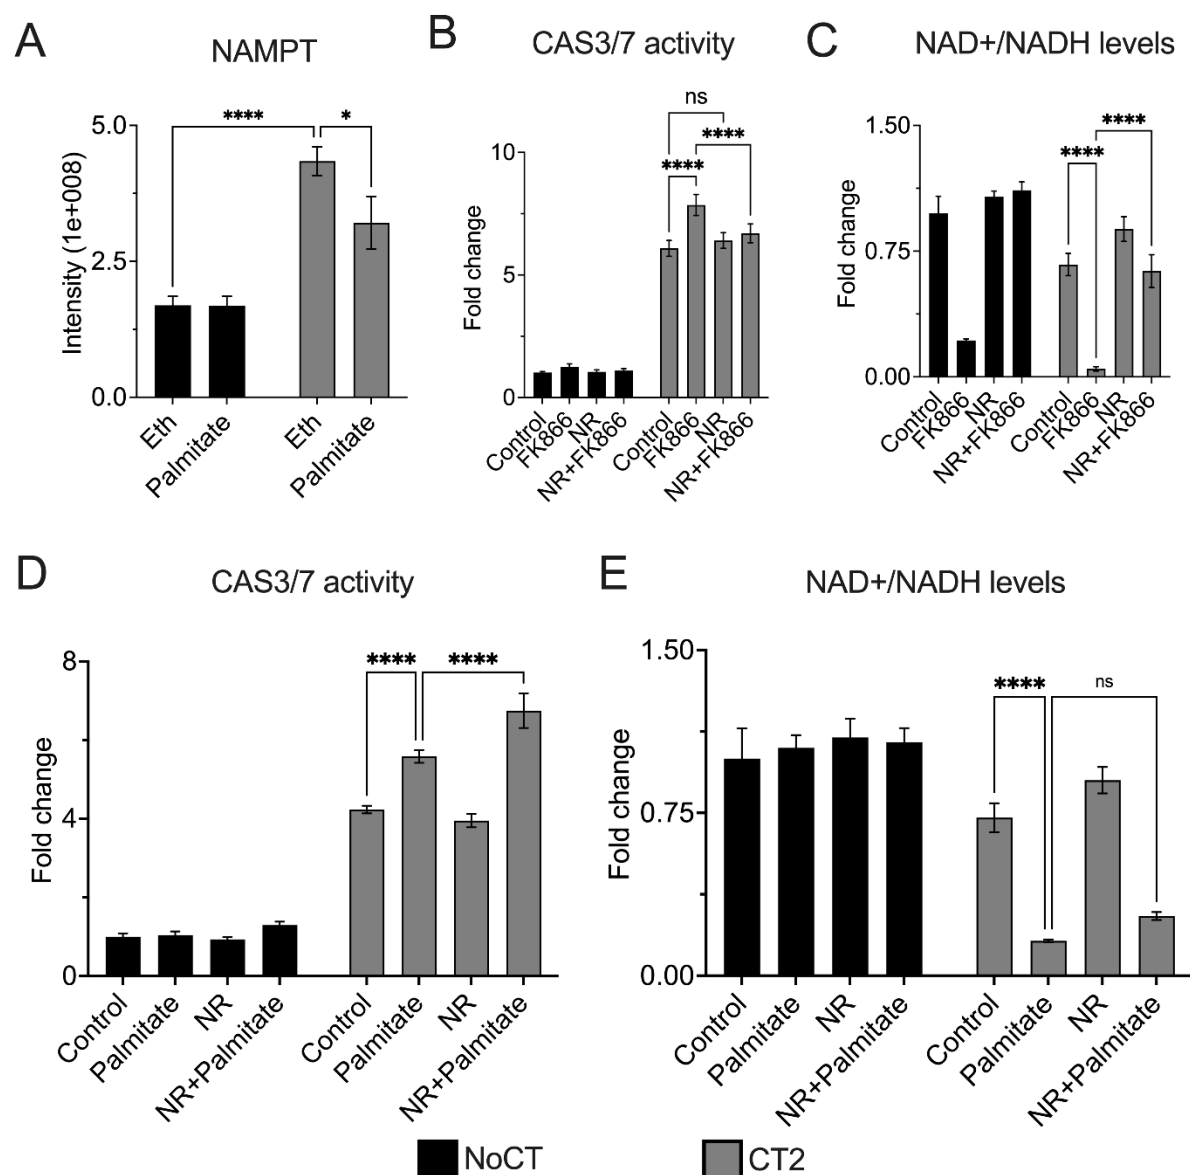 A
NAMPT
Intensity (1e+008)
5.0
2.5
0.0
****
*
Eth
Palmitate
Eth
Palmitate
B
CAS3/7 activity
Fold change
10
5
0
ns
****
****
Control
FK866
NR
NR+FK866
Control
FK866
NR
NR+FK866
C
NAD+/NADH levels
Fold change
1.50
0.75
0.00
****
****
Control
FK866
NR
NR+FK866
Control
FK866
NR
NR+FK866
D
CAS3/7 activity
Fold change
8
4
0
****
****
Control
Palmitate
NR
NR+Palmitate
Control
Palmitate
NR
NR+Palmitate
E
NAD+/NADH levels
Fold change
1.50
0.75
0.00
****
ns
Control
Palmitate
NR
NR+Palmitate
Control
Palmitate
NR
NR+Palmitate
NoCT
CT2